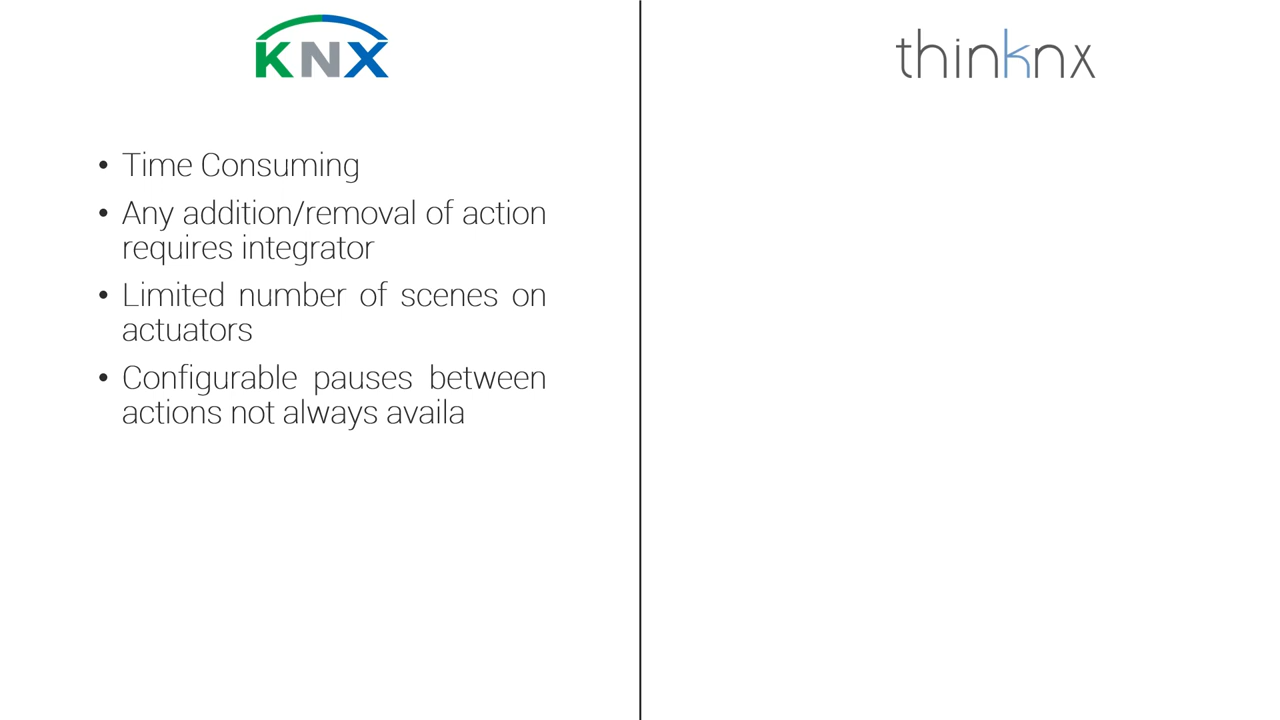 KNX
thinknx
• Time Consuming
• Any addition/removal of action
requires integrator
• Limited number of scenes on
actuators
• Configurable pauses between
actions not always availa